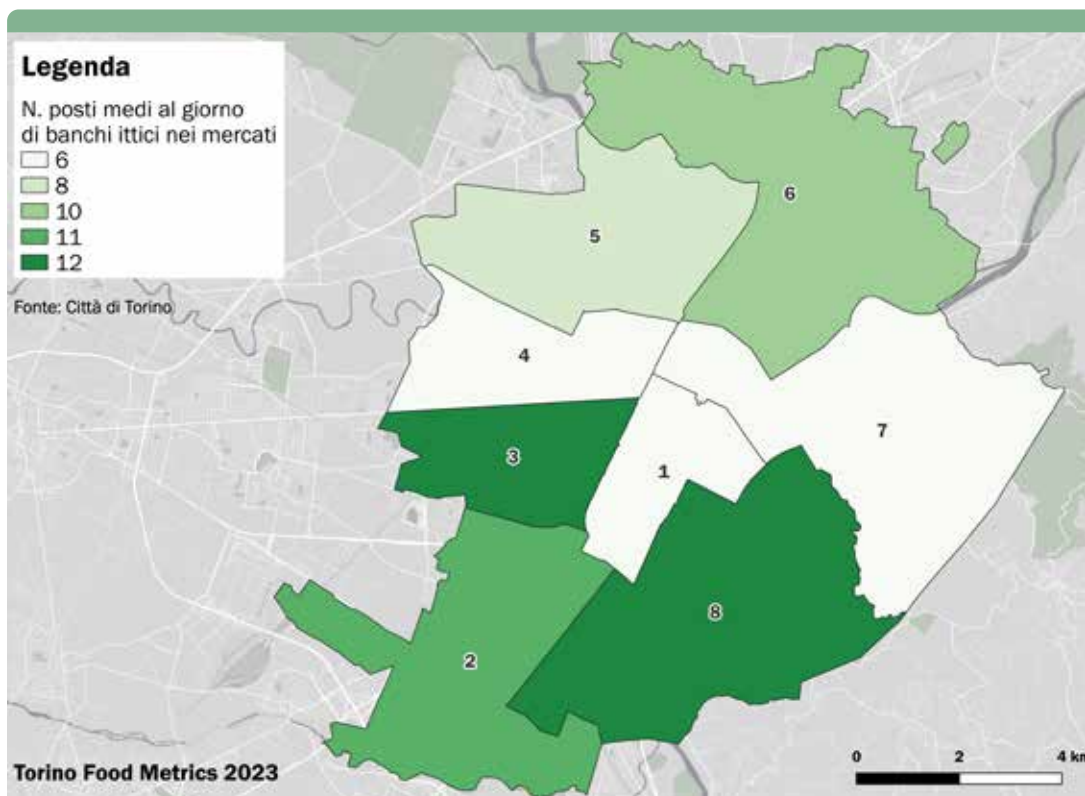 Legenda
N. posti medi al giorno
di banchi ittici nei mercati
6
8
10
11
12
Fonte: Città di Torino
6
5
4
7
3
1
8
2
Torino Food Metrics 2023
0 2 4 km